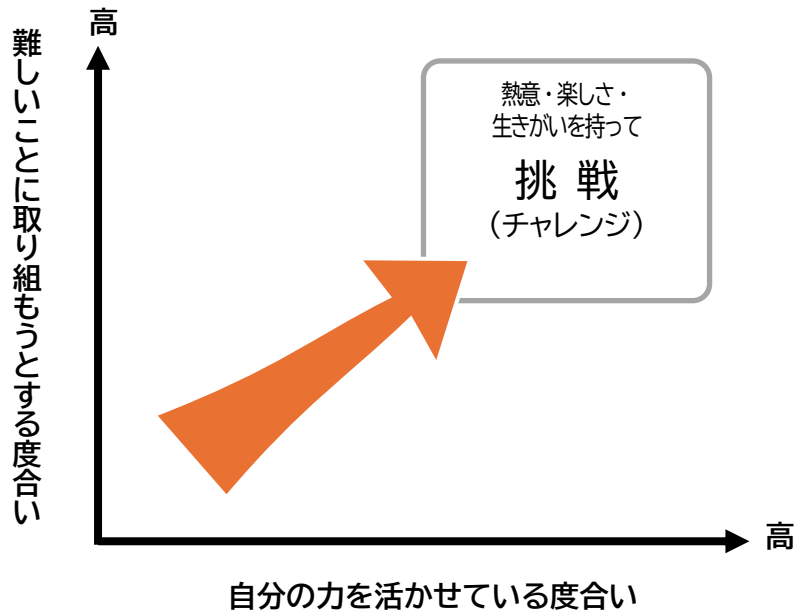 高
難しいことに取り組もうとする度合い
熱意・楽しさ・
生きがいを持って
挑 戦
（チャレンジ）
高
自分の力を活かせている度合い